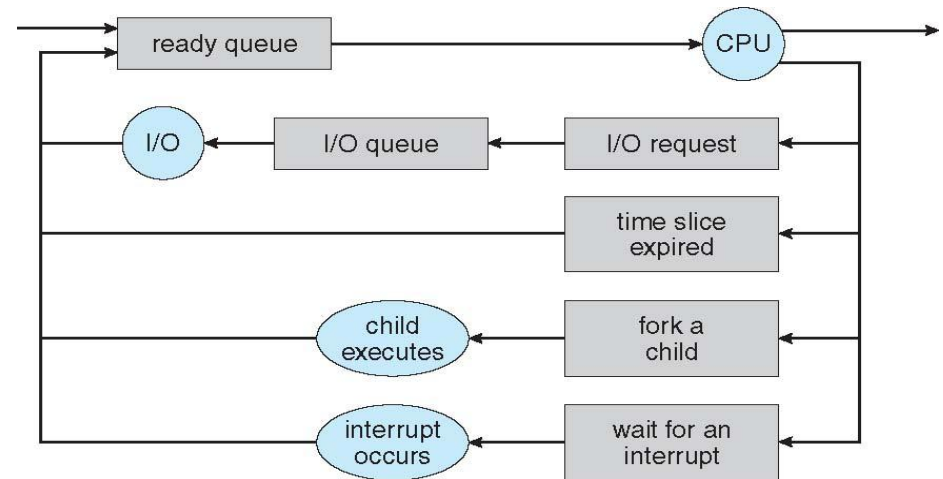 ready queue
CPU
I/O
I/O queue
I/O request
time slice
expired
child
executes
fork a
child
interrupt
occurs
wait for an
interrupt